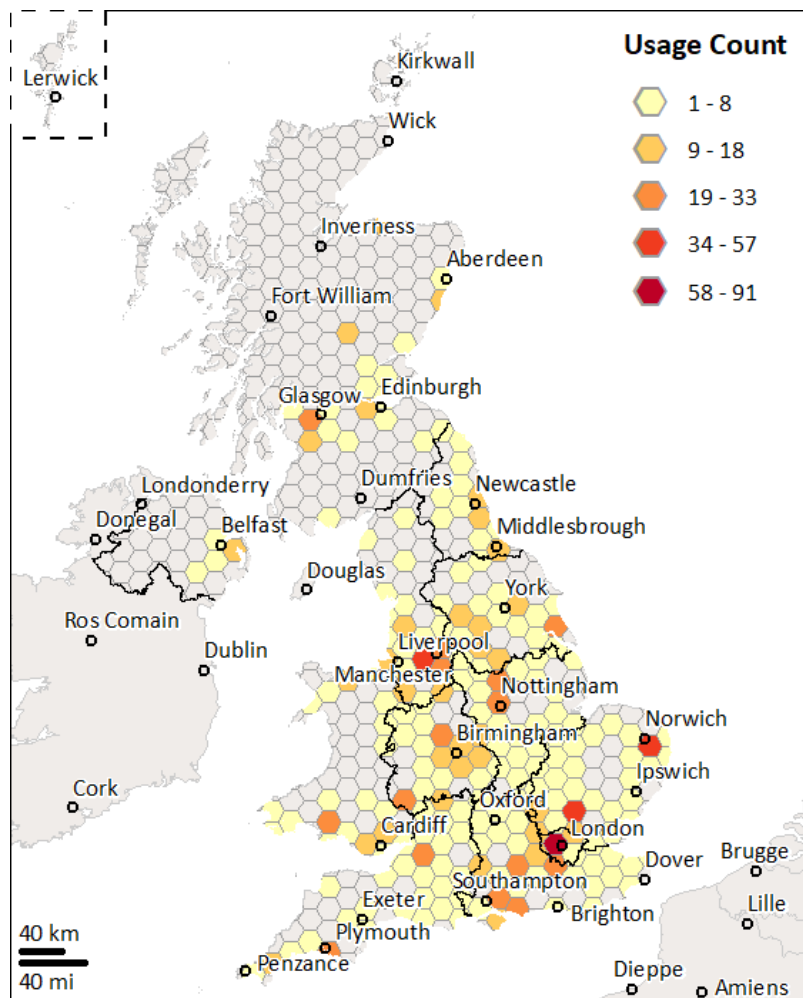 Usage Count
1 - 8
9 - 18
19 - 33
34 - 57
58 - 91
Lerwick
Kirkwall
Wick
Inverness
Aberdeen
Fort William
Edinburgh
Glasgow
Dumfries
Londonderry
Newcastle
Donegal
Belfast
Middlesbrough
Douglas
York
Ros Comain
Liverpool
Dublin
Manchester
Nottingham
Norwich
Birmingham
Ipswich
Cork
Oxford
Cardiff
London
Dover
Brugge
Southampton
Exeter
Brighton
Lille
Plymouth
40 km
Penzance
40 mi
Dieppe
Amiens